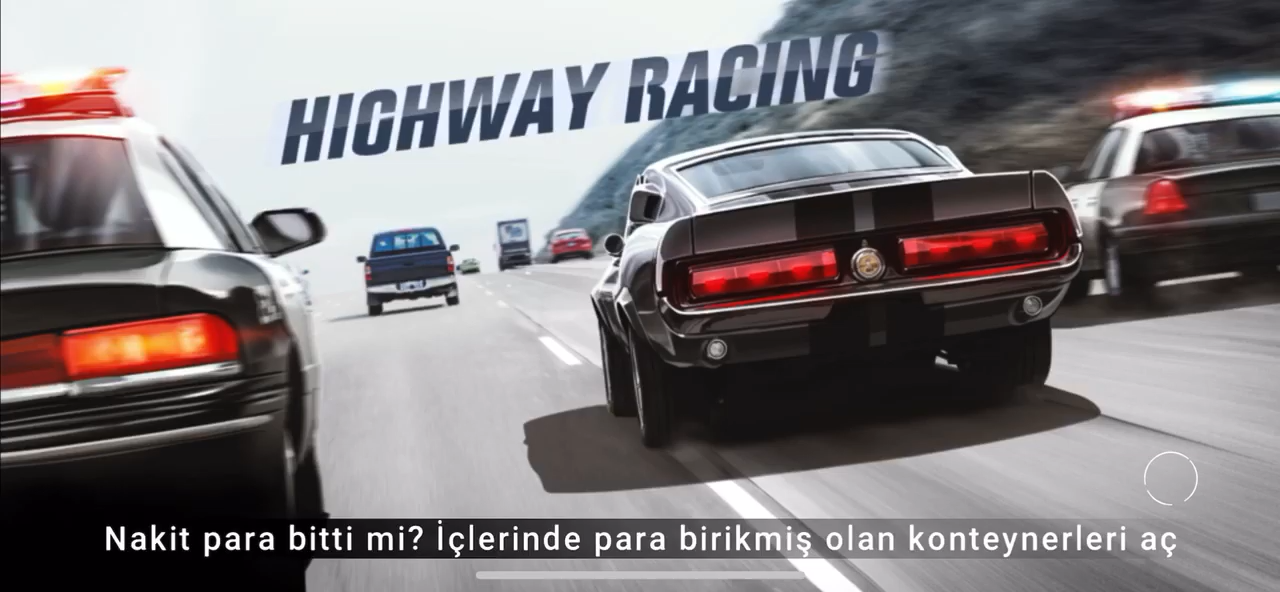 HIGHWAY RACING
Nakit para bitti mi? İçlerinde para birikmiş olan konteynerleri aç